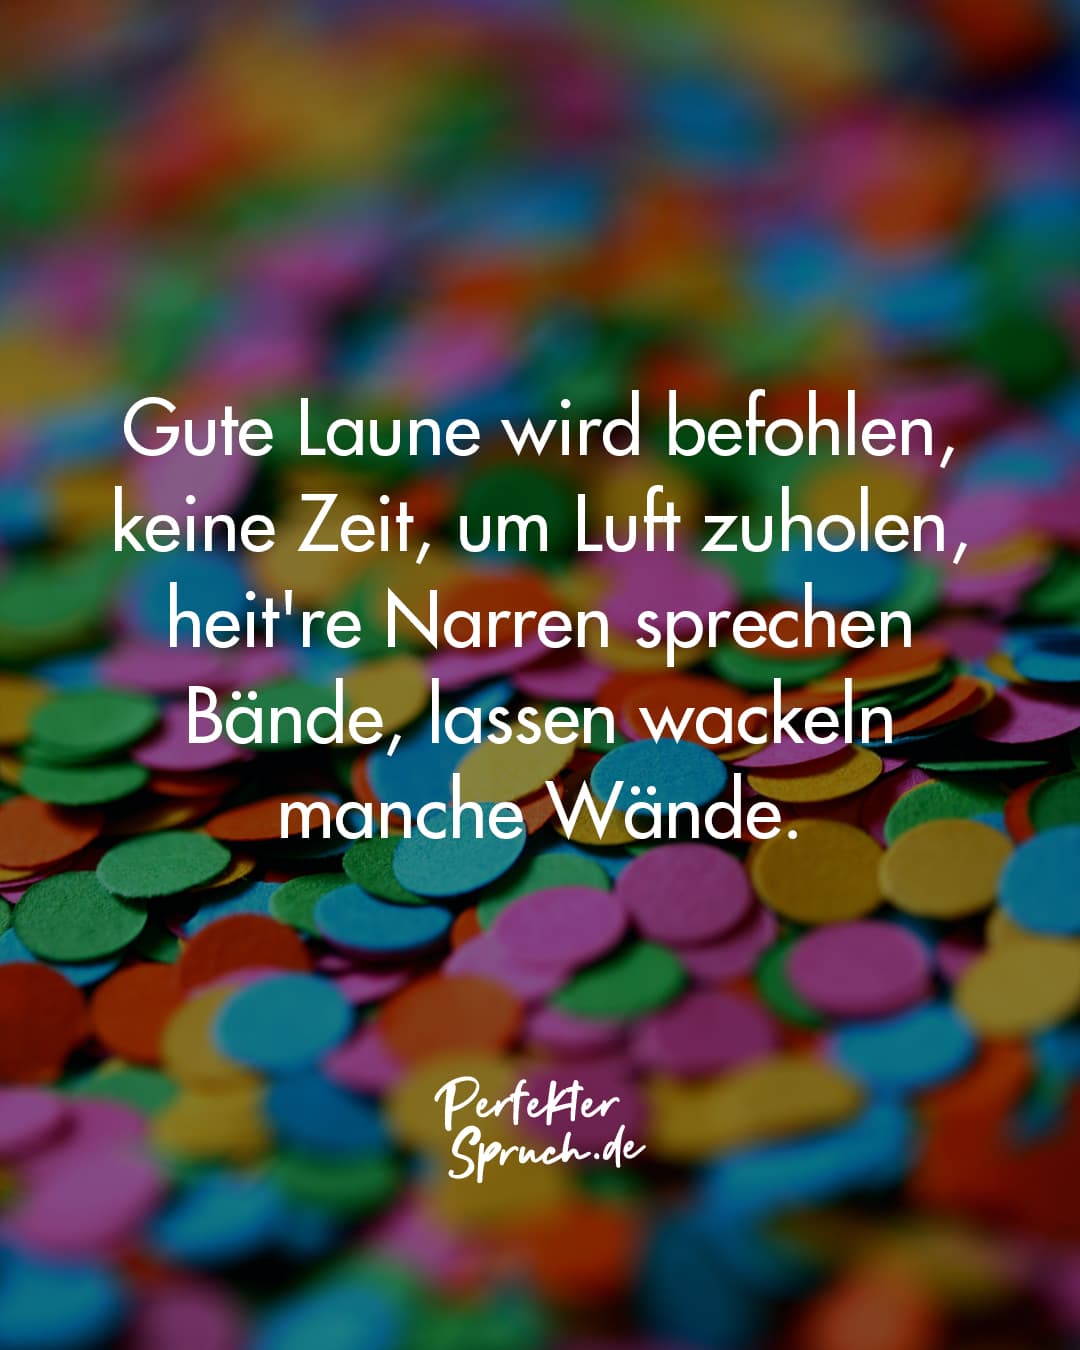 Gute Laune wird befohlen,
keine Zeit, um Luft zuholen,
heit're Narren sprechen
Bände, lassen wackeln
manche Wände.
Perfekter
Spruch.de